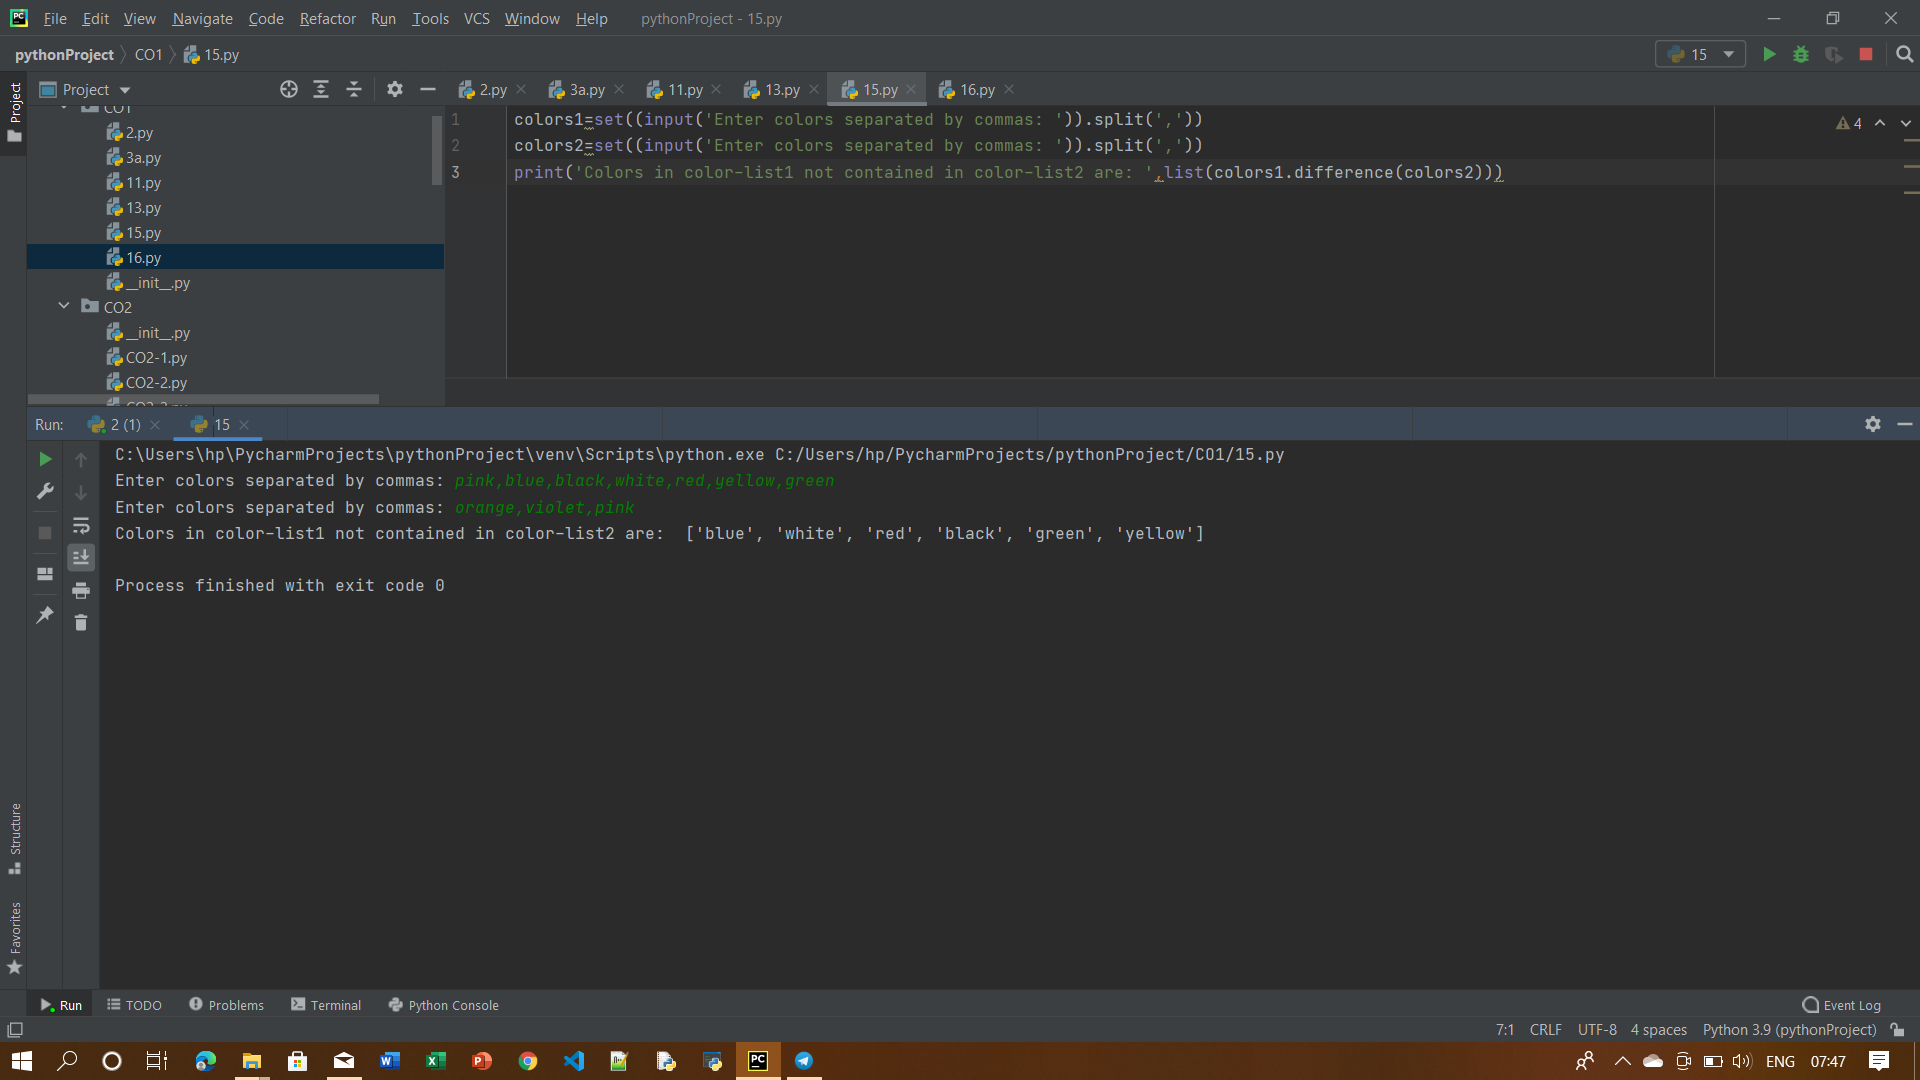 File Edit View Navigate Code Refactor Run Tools VCS Window Help pythonProject - 15.py
pythonProject CO1 15.py 15
Project
Project 2.py 3a.py 11.py 13.py 15.py 16.py
CO1
2.py
3a.py
11.py
13.py
15.py
16.py
__init__.py
CO2
__init__.py
CO2-1.py
CO2-2.py
1 colors1=set((input('Enter colors separated by commas: ')).split(','))
2 colors2=set((input('Enter colors separated by commas: ')).split(','))
3 print('Colors in color-list1 not contained in color-list2 are: ',list(colors1.difference(colors2)))
4
Run: 2 (1) 15
C:\Users\hp\PycharmProjects\pythonProject\venv\Scripts\python.exe C:/Users/hp/PycharmProjects/pythonProject/CO1/15.py
Enter colors separated by commas: pink,blue,black,white,red,yellow,green
Enter colors separated by commas: orange,violet,pink
Colors in color-list1 not contained in color-list2 are:  ['blue', 'white', 'red', 'black', 'green', 'yellow']
Process finished with exit code 0
Structure
Favorites
Run TODO Problems Terminal Python Console Event Log
7:1 CRLF UTF-8 4 spaces Python 3.9 (pythonProject)
ENG 07:47